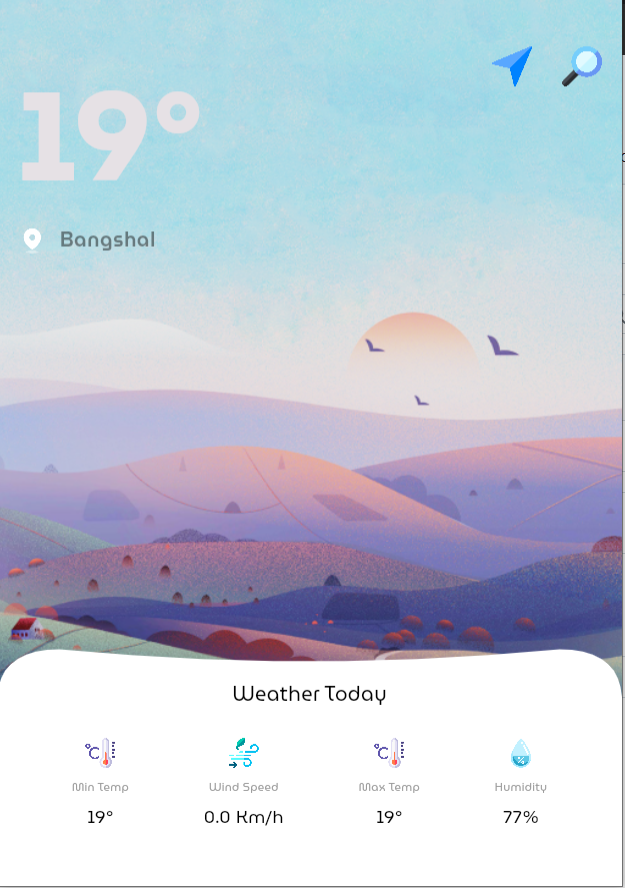 19°
Bangshal
Weather Today
°C °C
Min Temp Wind Speed Max Temp Humidity
19° 0.0 Km/h 19° 77%